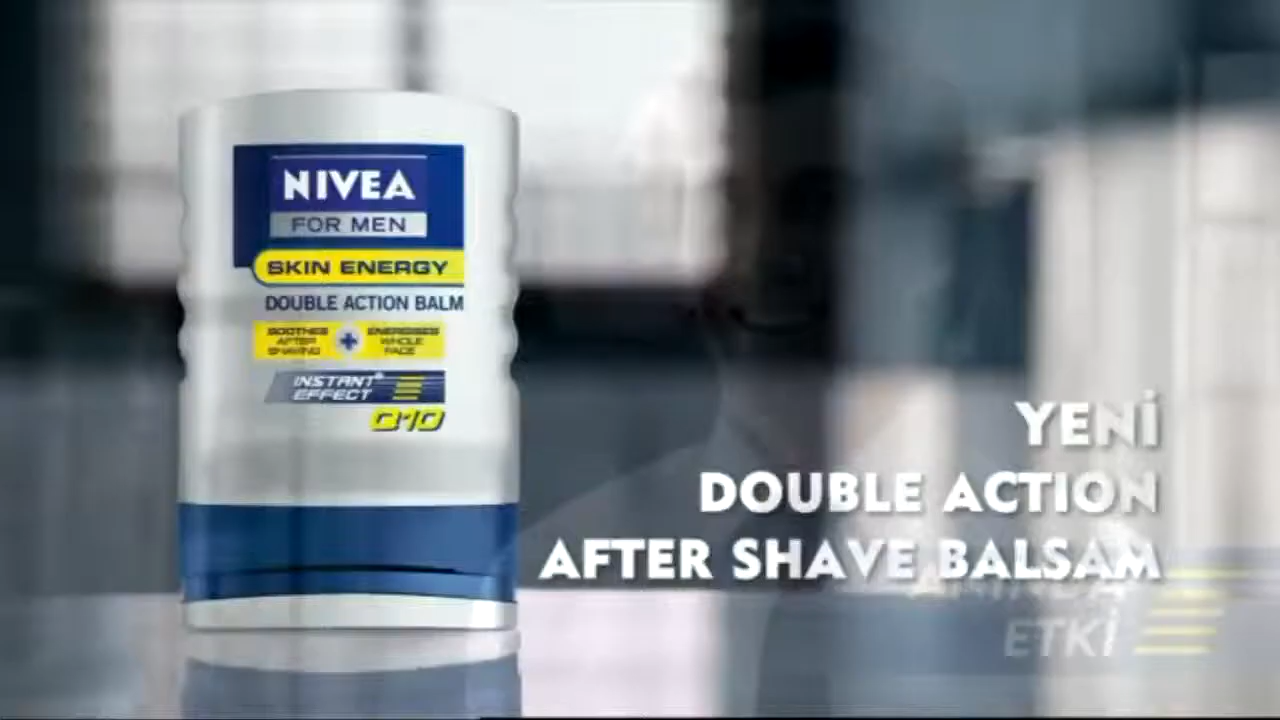 NIVEA
FOR MEN
SKIN ENERGY
DOUBLE ACTION BALM
SOOTHES AFTER SHAVING + ENERGISES WHOLE FACE
INSTANT EFFECT
Q10
YENİ
DOUBLE ACTION
AFTER SHAVE BALSAM
ANINDA
ETKİ